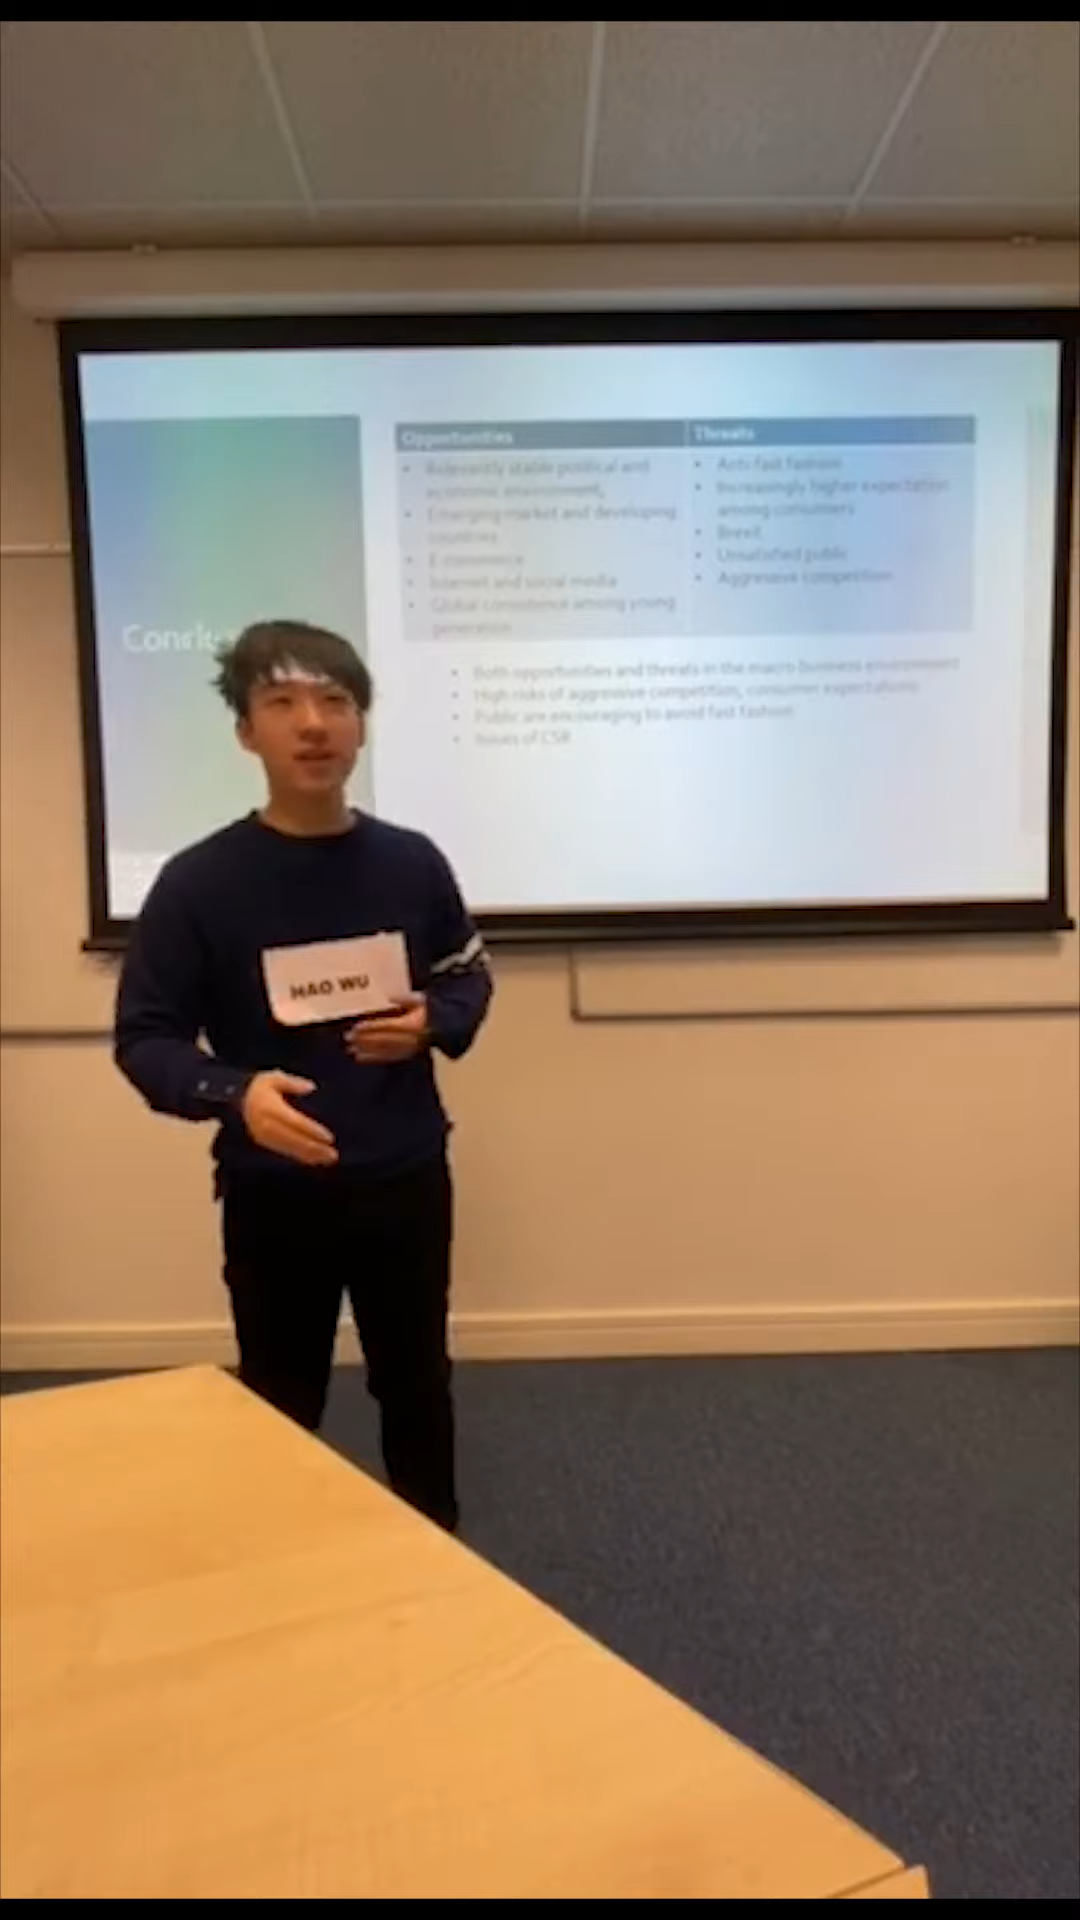 Opportunities
• Relevantly stable political and
economic environment,
• Emerging market and developing
countries
• E-commerce
• Internet and social media
• Global consistence among young
generation
Threats
• Anti fast fashion
• Increasingly higher expectation
among consumers
• Brexit
• Unsatisfied public
• Aggressive competition
• Both opportunities and threats in the macro business environment
• High risks of aggressive competition, consumer expectations
• Public are encouraging to avoid fast fashion
• Issues of CSR
HAO WU